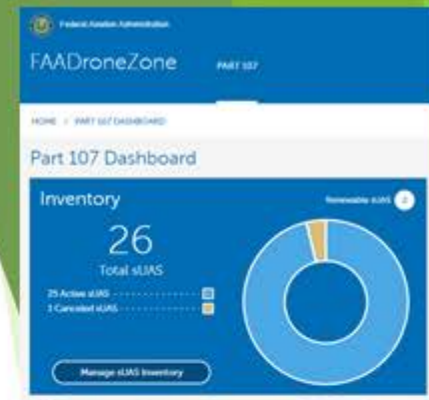 Federal Aviation Administration
FAADroneZone
PART 107
HOME / PART 107 DASHBOARD
Part 107 Dashboard
Inventory
Renewable sUAS
26
Total sUAS
25 Active sUAS
1 Canceled sUAS
Manage sUAS Inventory